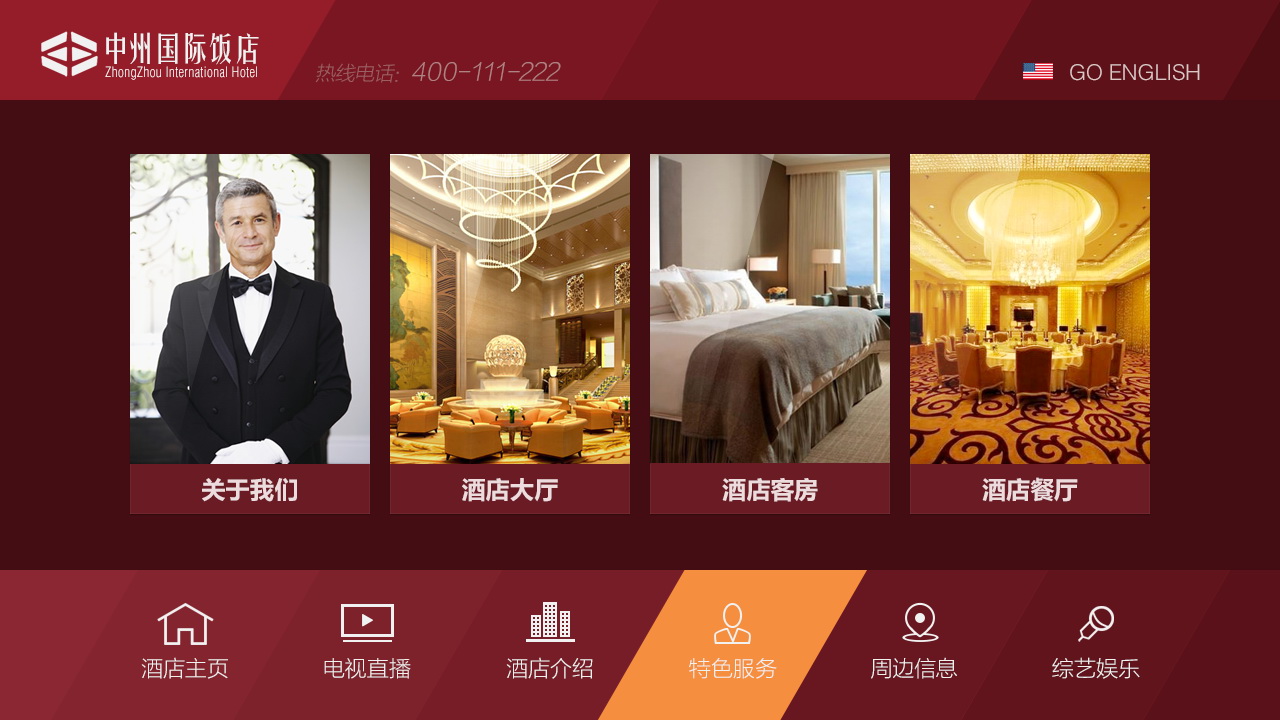 中州国际饭店
ZhongZhou International Hotel
热线电话: 400-111-222
GO ENGLISH
关于我们
酒店大厅
酒店客房
酒店餐厅
酒店主页
电视直播
酒店介绍
特色服务
周边信息
综艺娱乐